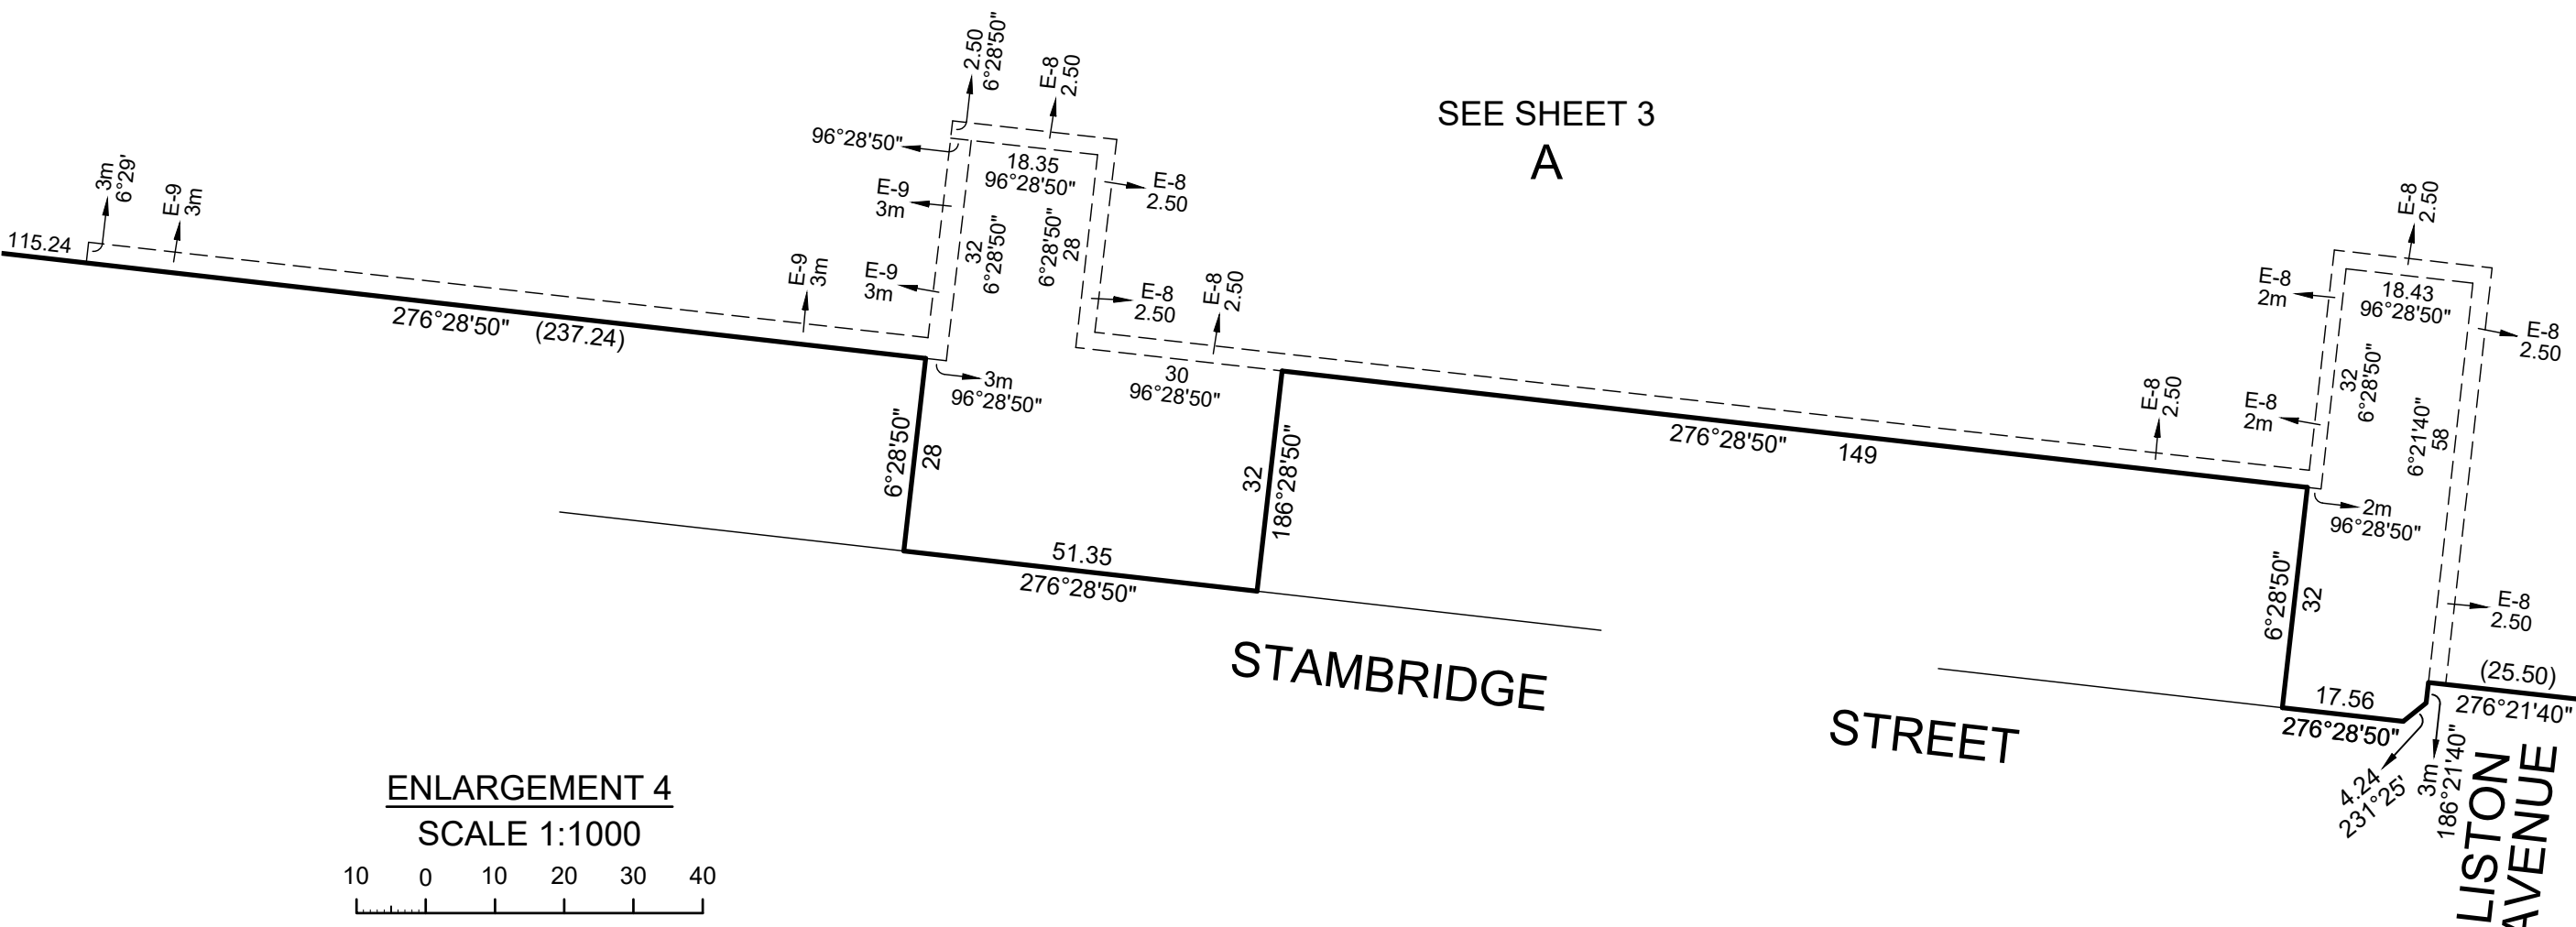 SEE SHEET 3
A
115.24
3m
6°29'
E-9
3m
276°28'50" (237.24)
E-9
3m
2.50
6°28'50"
E-8
2.50
96°28'50"
18.35
96°28'50"
E-9
3m
E-9
3m
32
6°28'50"
6°28'50"
28
E-8
2.50
E-8
2.50
E-8
2.50
3m
96°28'50"
30
96°28'50"
6°28'50"
28
51.35
276°28'50"
32
186°28'50"
276°28'50" 149
E-8
2.50
E-8
2m
E-8
2m
E-8
2.50
18.43
96°28'50"
32
6°28'50"
6°21'40"
58
E-8
2.50
2m
96°28'50"
6°28'50"
32
E-8
2.50
(25.50)
276°21'40"
17.56
276°28'50"
4.24
231°25'
3m
186°21'40"
STAMBRIDGE STREET
LISTON
AVENUE
ENLARGEMENT 4
SCALE 1:1000
10 0 10 20 30 40